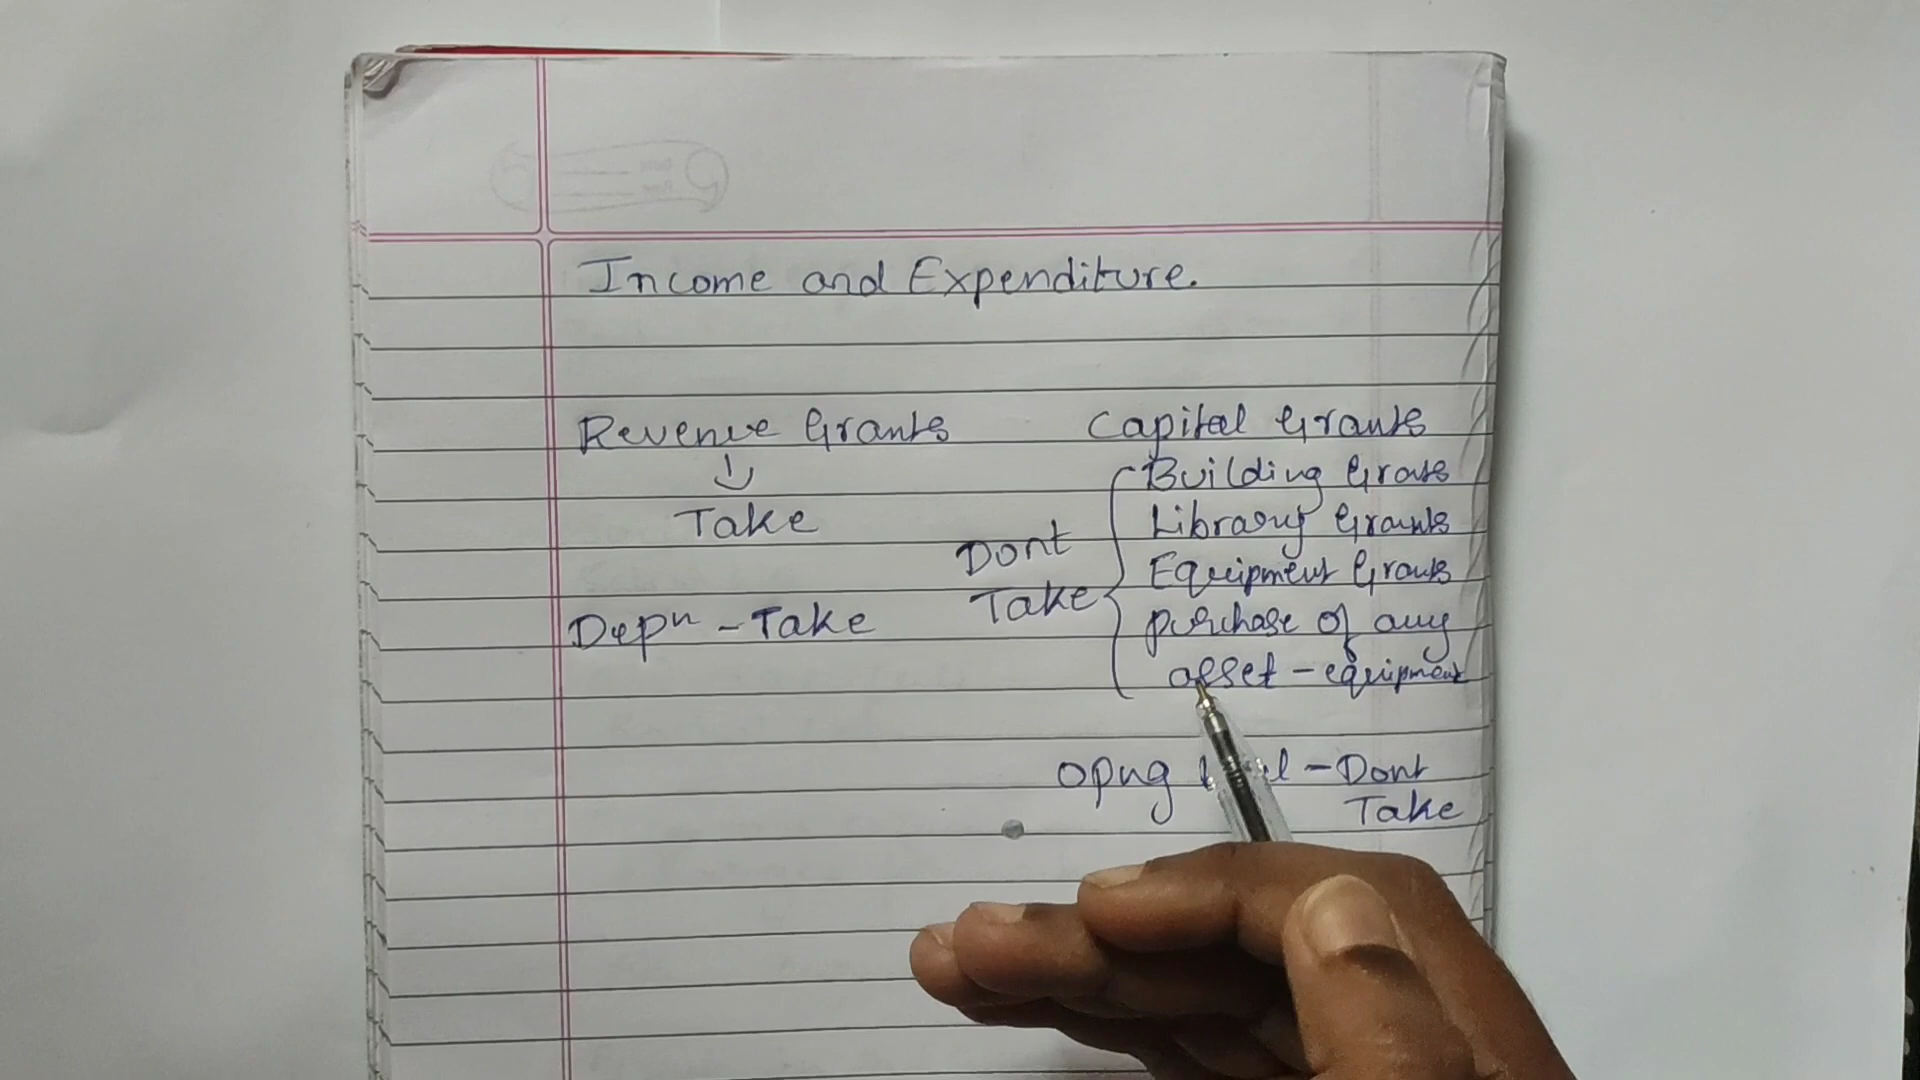 Income and Expenditure.
Revenue Grants Capital Grants
Take
Building Grats
Library Grants
Equipment Grants
purchase of any
asset - equipment
Dont
Take
Depn - Take
Opng - Dont
Take